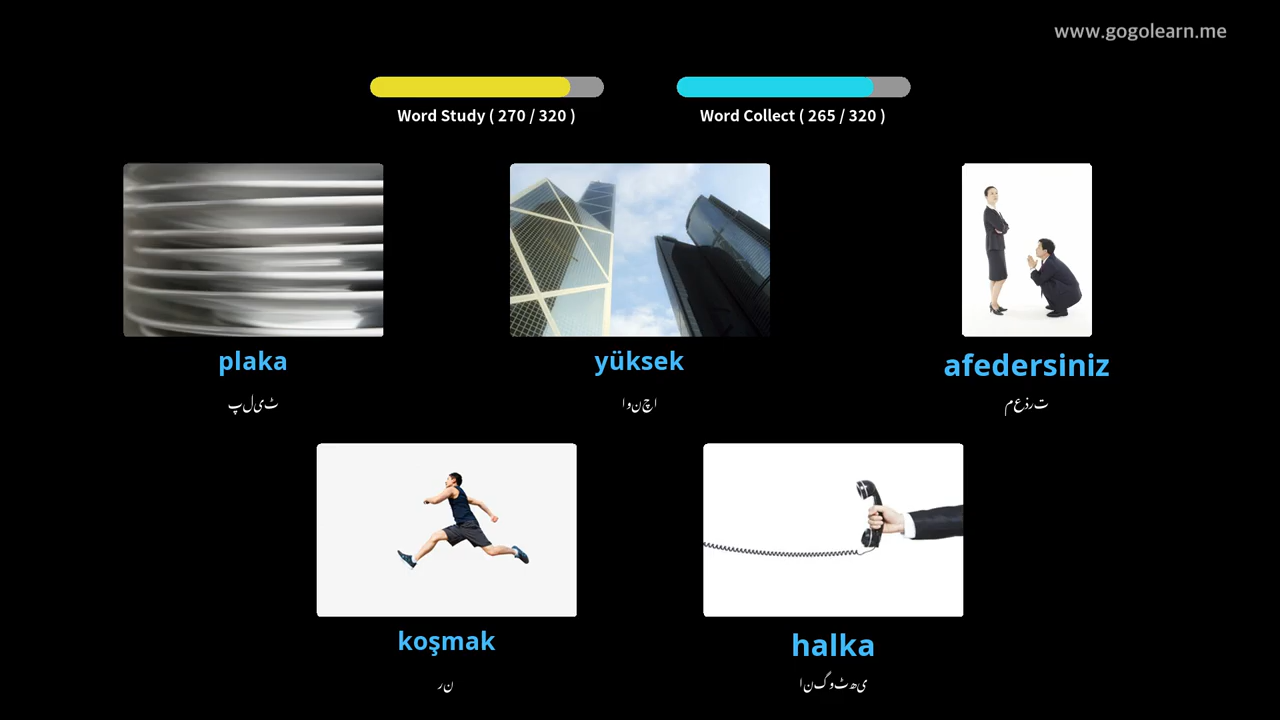 www.gogolearn.me
Word Study ( 270 / 320 )
Word Collect ( 265 / 320 )
plaka
yüksek
afedersiniz
پلیٹ
اونچا
معذرت
koşmak
halka
رن
انگوٹھی